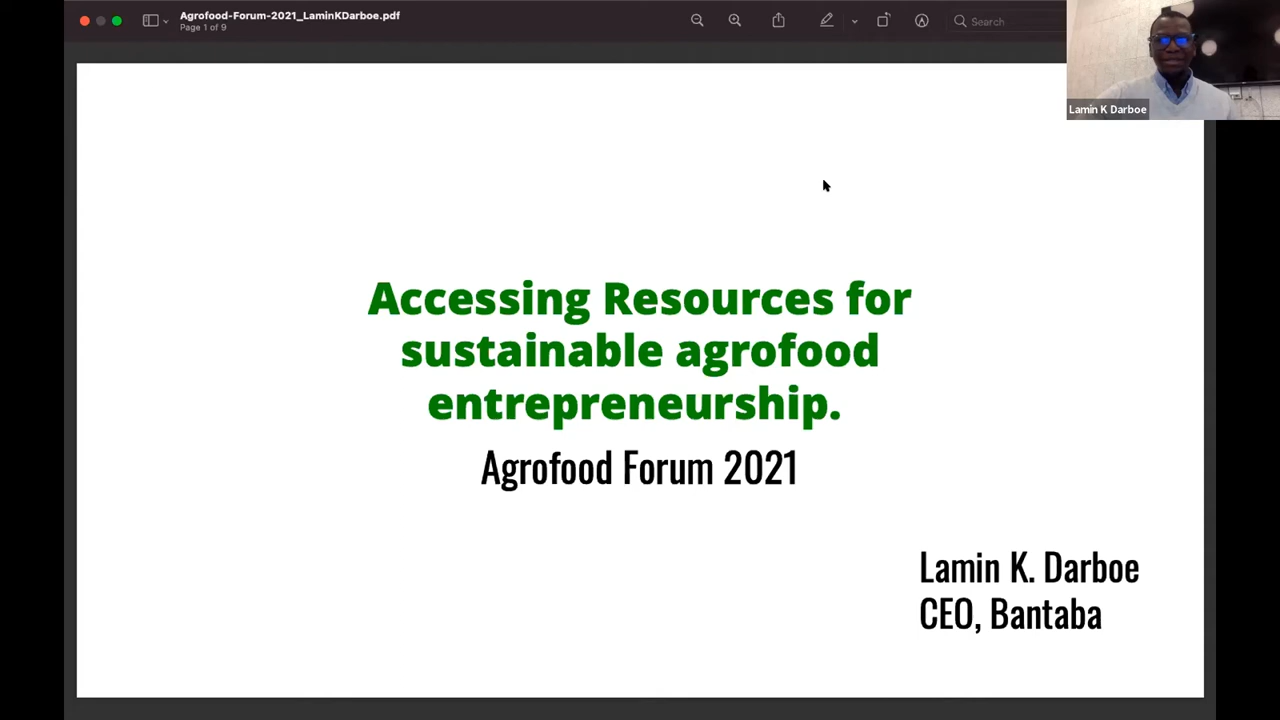 Agrofood-Forum-2021_LaminKDarboe.pdf
Page 1 of 9
Search
Lamin K Darboe
Accessing Resources for
sustainable agrofood
entrepreneurship.
Agrofood Forum 2021
Lamin K. Darboe
CEO, Bantaba